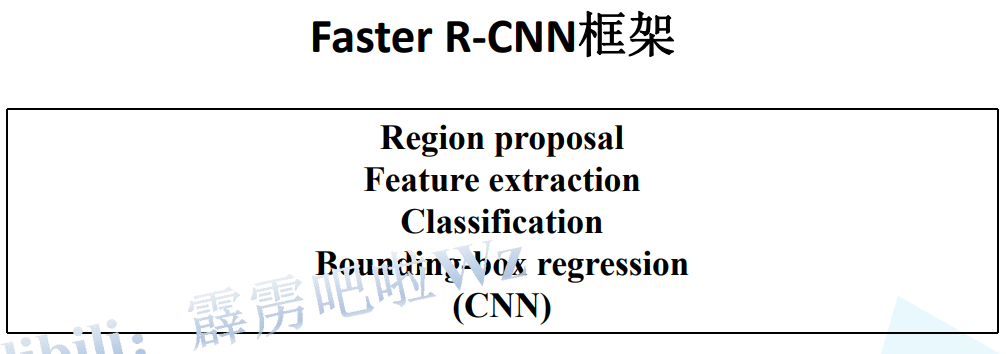 Faster R-CNN框架
Region proposal
Feature extraction
Classification
Bounding-box regression
(CNN)
libili: 霹雳吧啦Wz